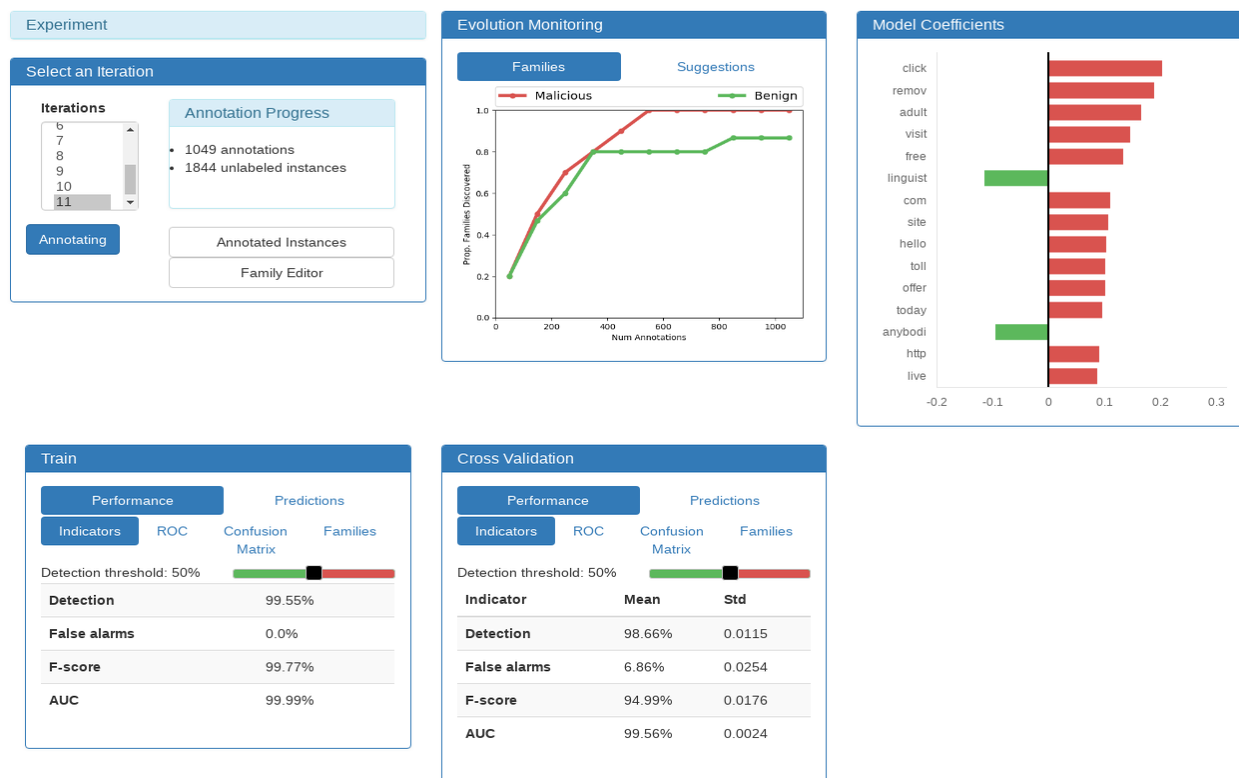 Experiment
Select an Iteration
Iterations
6
7
8
9
10
11
Annotating
Annotation Progress
1049 annotations
1844 unlabeled instances
Annotated Instances
Family Editor
Evolution Monitoring
Families Suggestions
Malicious Benign
1.0
0.8
0.6
0.4
0.2
0.0
Prop. Families Discovered
0 200 400 600 800 1000
Num Annotations
Model Coefficients
click
remov
adult
visit
free
linguist
com
site
hello
toll
offer
today
anybodi
http
live
-0.2 -0.1 0 0.1 0.2 0.3
Train
Performance Predictions
Indicators ROC Confusion Matrix Families
Detection threshold: 50%
Detection 99.55%
False alarms 0.0%
F-score 99.77%
AUC 99.99%
Cross Validation
Performance Predictions
Indicators ROC Confusion Matrix Families
Detection threshold: 50%
Indicator Mean Std
Detection 98.66% 0.0115
False alarms 6.86% 0.0254
F-score 94.99% 0.0176
AUC 99.56% 0.0024